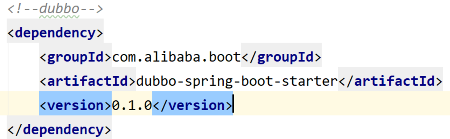 <!--dubbo-->
<dependency>
    <groupId>com.alibaba.boot</groupId>
    <artifactId>dubbo-spring-boot-starter</artifactId>
    <version>0.1.0</version>
</dependency>